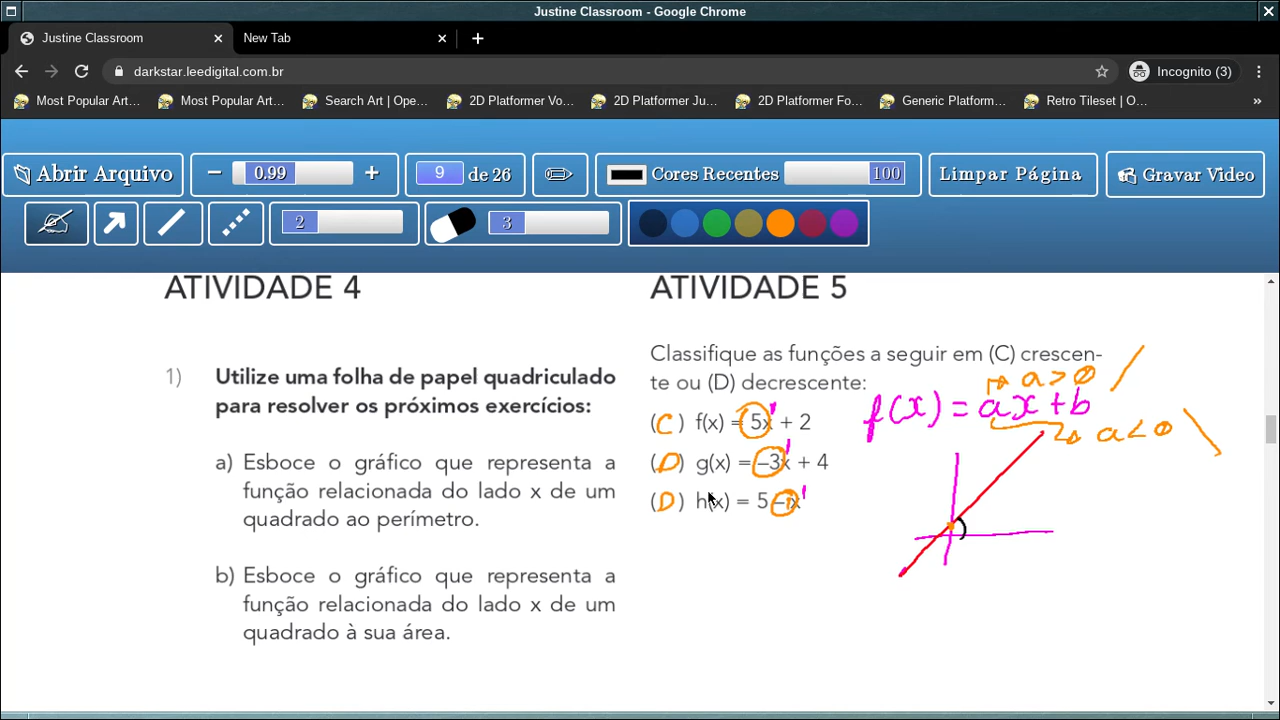 Justine Classroom - Google Chrome
Justine Classroom
New Tab
darkstar.leedigital.com.br
Incognito (3)
Most Popular Art...
Most Popular Art...
Search Art | Ope...
2D Platformer Vo...
2D Platformer Ju...
2D Platformer Fo...
Generic Platform...
Retro Tileset | O...
»
Abrir Arquivo
− 0.99 +
9 de 26
Cores Recentes 100
Limpar Página
Gravar Video
2
3
ATIVIDADE 4
1) Utilize uma folha de papel quadriculado
para resolver os próximos exercícios:
a) Esboce o gráfico que representa a
função relacionada do lado x de um
quadrado ao perímetro.
b) Esboce o gráfico que representa a
função relacionada do lado x de um
quadrado à sua área.
ATIVIDADE 5
Classifique as funções a seguir em (C) crescen-
te ou (D) decrescente:
(C) f(x) = 5x¹ + 2
(D) g(x) = –3x¹ + 4
(D) h(x) = 5 –1x¹
a > 0
f(x) = ax + b
a < 0